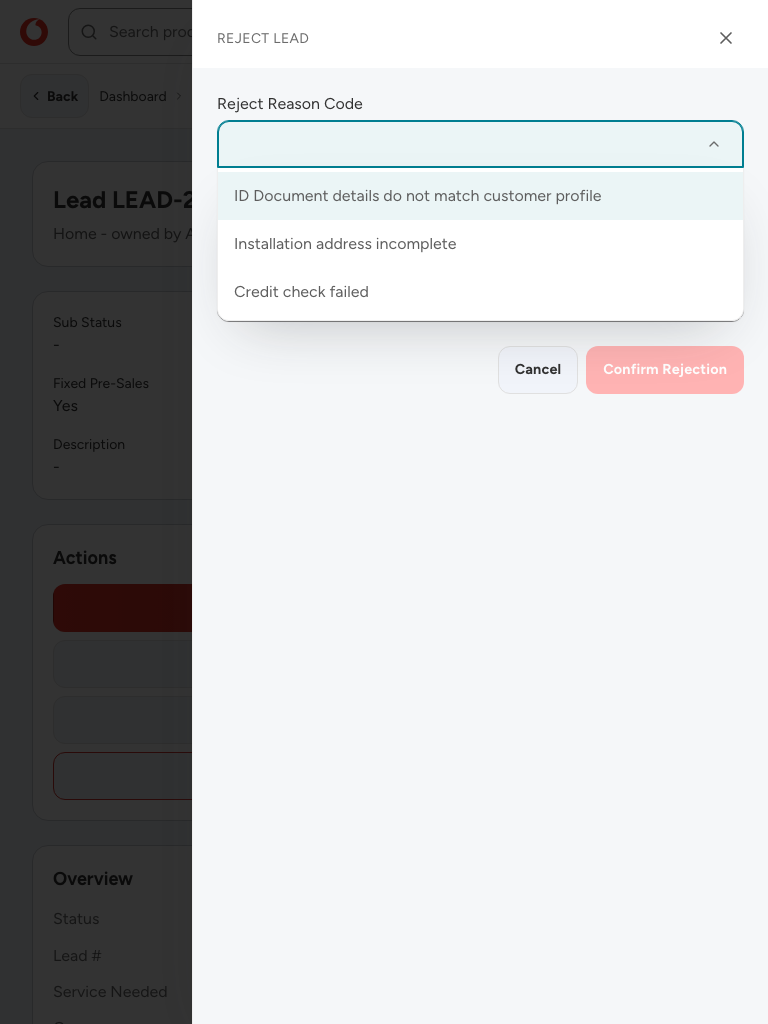 Search proc
REJECT LEAD
Back
Dashboard
Reject Reason Code
ID Document details do not match customer profile
Installation address incomplete
Credit check failed
Cancel
Confirm Rejection
Lead LEAD-2
Home - owned by A
Sub Status
-
Fixed Pre-Sales
Yes
Description
-
Actions
Overview
Status
Lead #
Service Needed